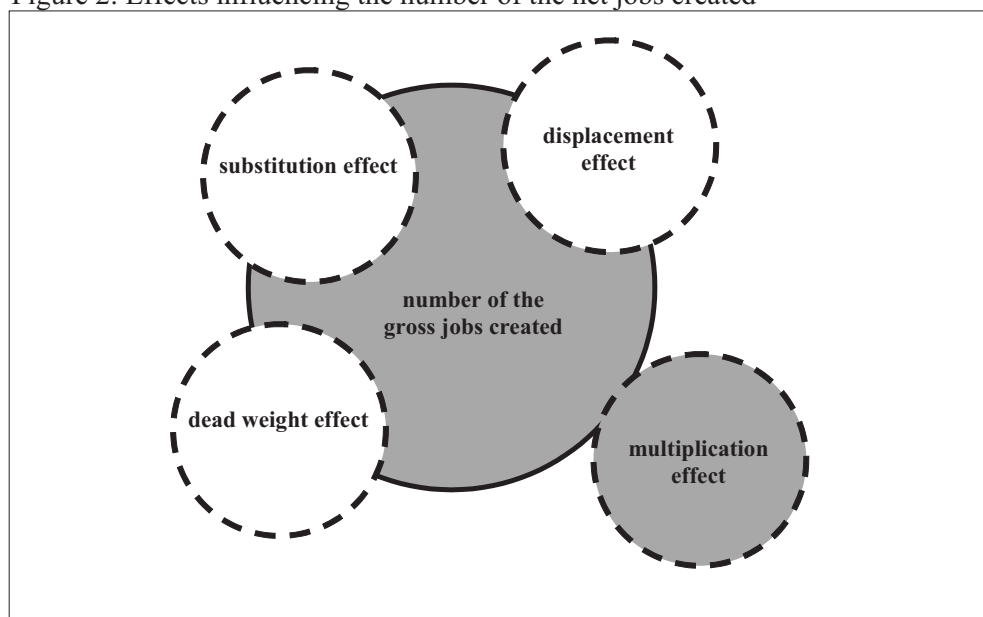 Figure 2. Effects influencing the number of the net jobs created
substitution effect
displacement
effect
number of the
gross jobs created
dead weight effect
multiplication
effect